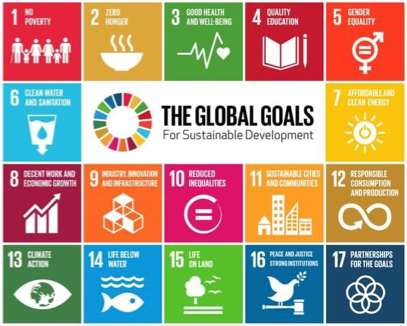 1 NO
POVERTY
2 ZERO
HUNGER
3 GOOD HEALTH
AND WELL-BEING
4 QUALITY
EDUCATION
5 GENDER
EQUALITY
6 CLEAN WATER
AND SANITATION
THE GLOBAL GOALS
For Sustainable Development
7 AFFORDABLE AND
CLEAN ENERGY
8 DECENT WORK AND
ECONOMIC GROWTH
9 INDUSTRY, INNOVATION
AND INFRASTRUCTURE
10 REDUCED
INEQUALITIES
11 SUSTAINABLE CITIES
AND COMMUNITIES
12 RESPONSIBLE
CONSUMPTION
AND PRODUCTION
13 CLIMATE
ACTION
14 LIFE BELOW
WATER
15 LIFE
ON LAND
16 PEACE AND JUSTICE
STRONG INSTITUTIONS
17 PARTNERSHIPS
FOR THE GOALS